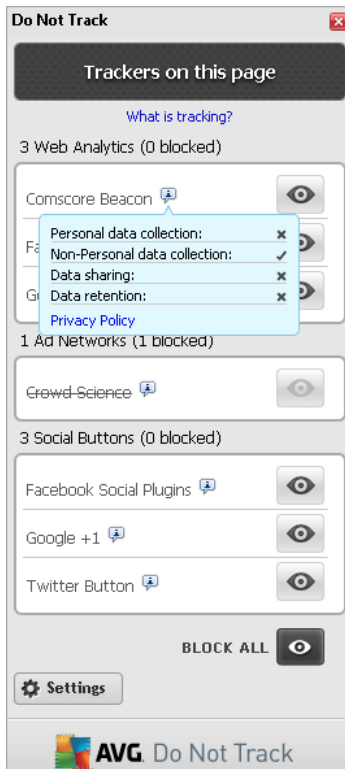 Do Not Track
Trackers on this page
What is tracking?
3 Web Analytics (0 blocked)
Comscore Beacon
Personal data collection:
Fa
Non-Personal data collection:
Data sharing:
Data retention:
Privacy Policy
1 Ad Networks (1 blocked)
Crowd Science
3 Social Buttons (0 blocked)
Facebook Social Plugins
Google +1
Twitter Button
BLOCK ALL
Settings
AVG. Do Not Track